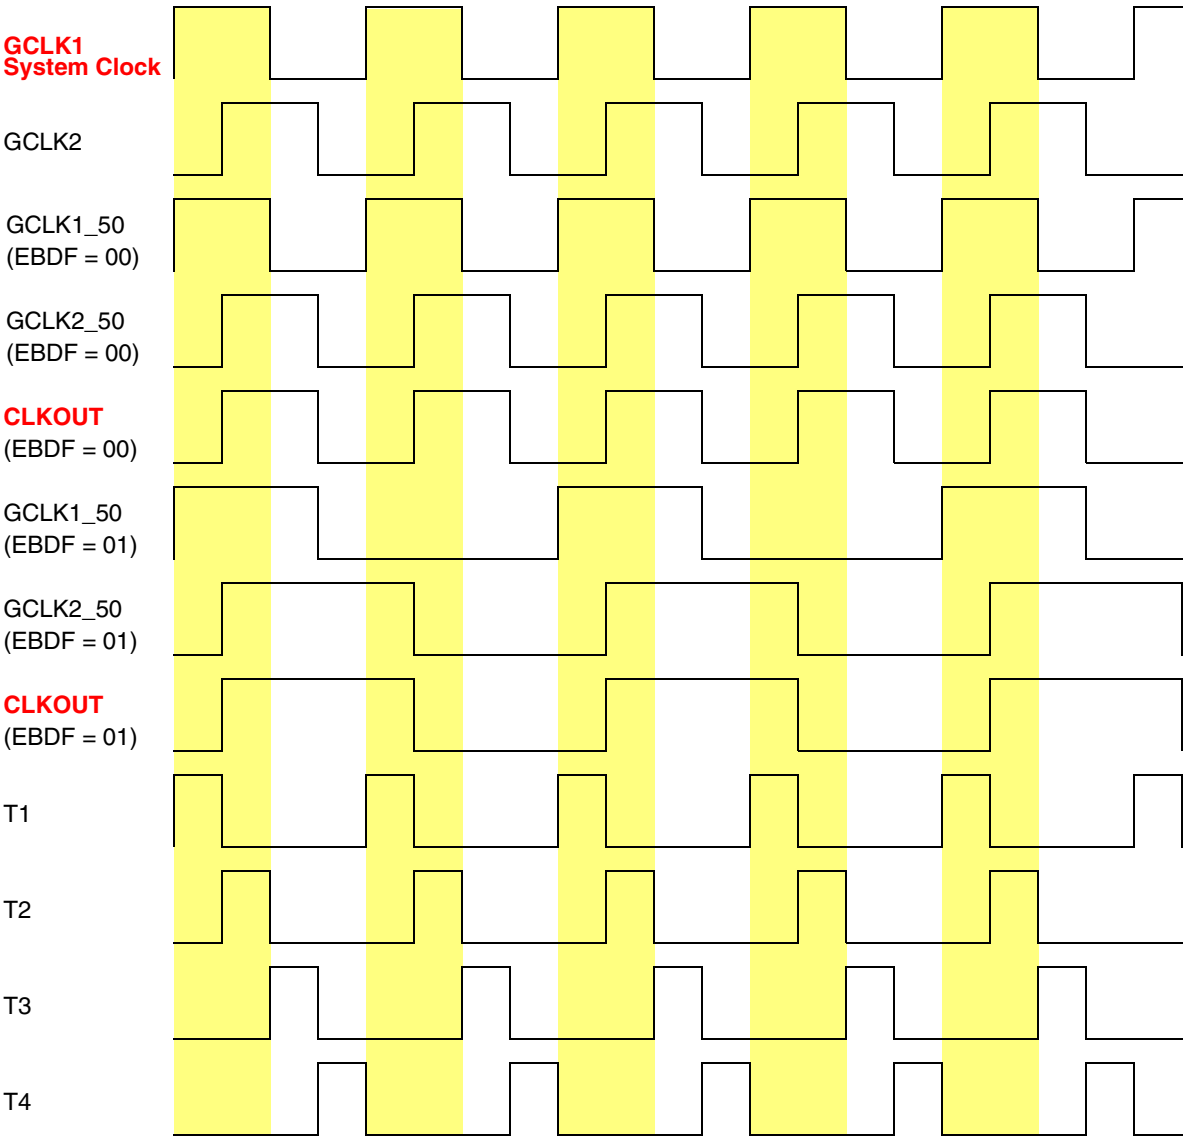 GCLK1
System Clock
GCLK2
GCLK1_50
(EBDF = 00)
GCLK2_50
(EBDF = 00)
CLKOUT
(EBDF = 00)
GCLK1_50
(EBDF = 01)
GCLK2_50
(EBDF = 01)
CLKOUT
(EBDF = 01)
T1
T2
T3
T4